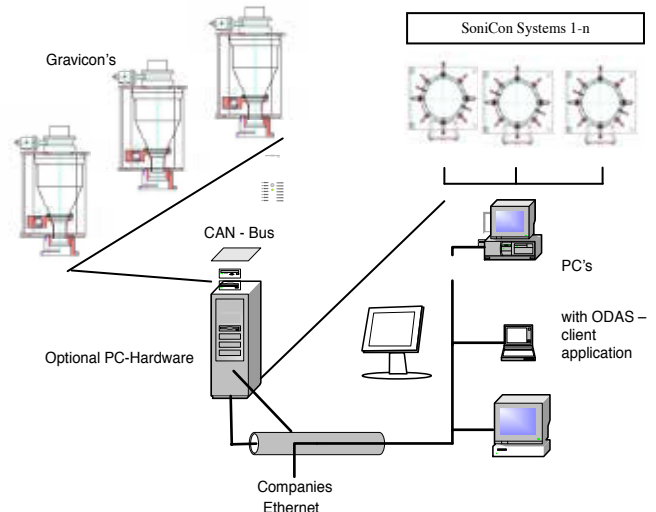 SoniCon Systems 1-n
Gravicon's
CAN - Bus
PC's
Optional PC-Hardware
with ODAS –
client
application
Companies
Ethernet